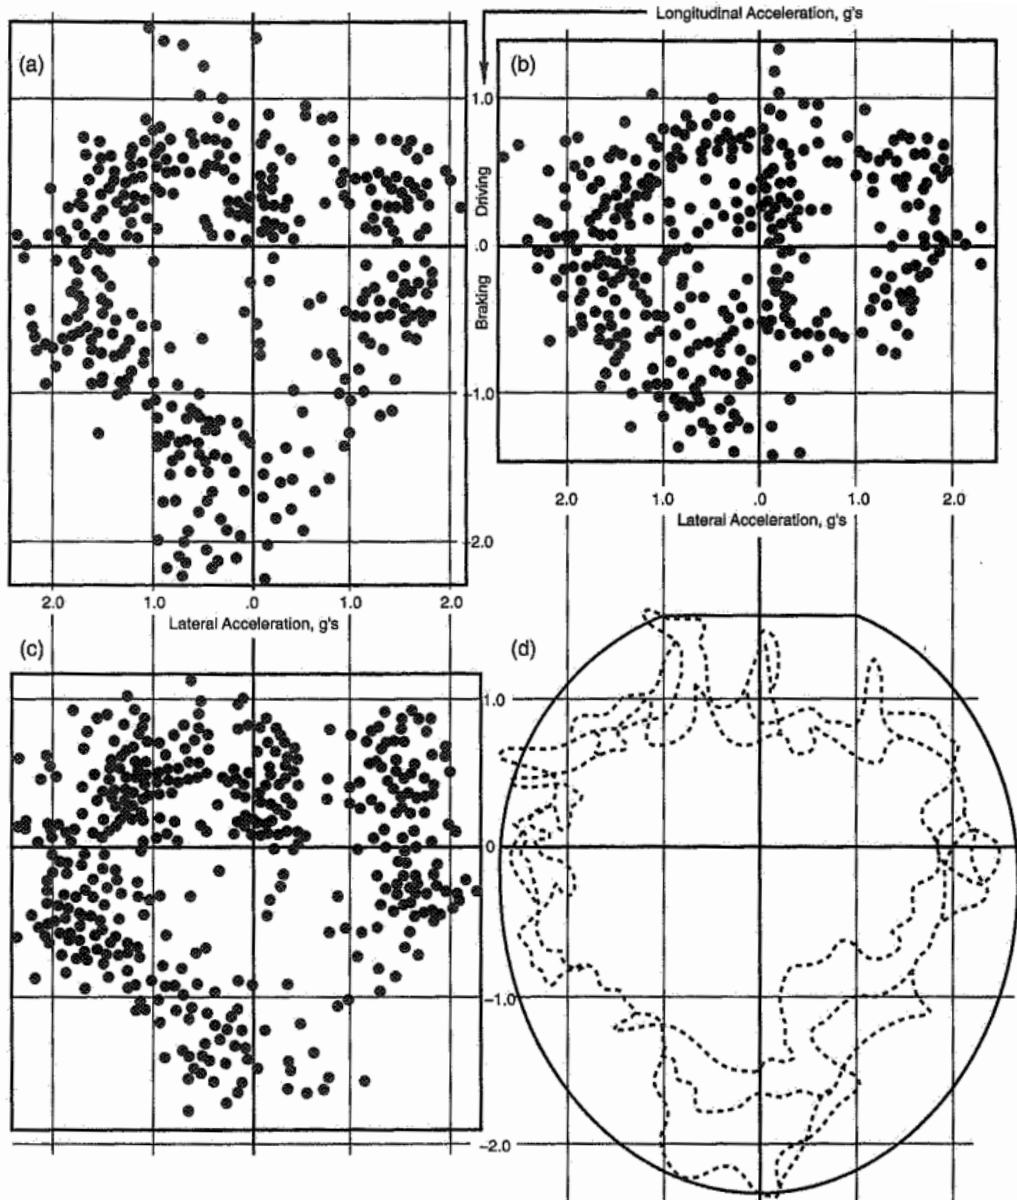 Longitudinal Acceleration, g's
(a)
(b)
1.0
Driving
.0
Braking
-1.0
-2.0
2.0 1.0 .0 1.0 2.0
Lateral Acceleration, g's
2.0 1.0 .0 1.0 2.0
Lateral Acceleration, g's
(c)
(d)
1.0
0
-1.0
-2.0